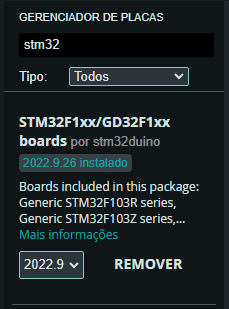 GERENCIADOR DE PLACAS
stm32
Tipo: Todos
STM32F1xx/GD32F1xx
boards por stm32duino
2022.9.26 instalado
Boards included in this package:
Generic STM32F103R series,
Generic STM32F103Z series,...
Mais informações
2022.9 REMOVER